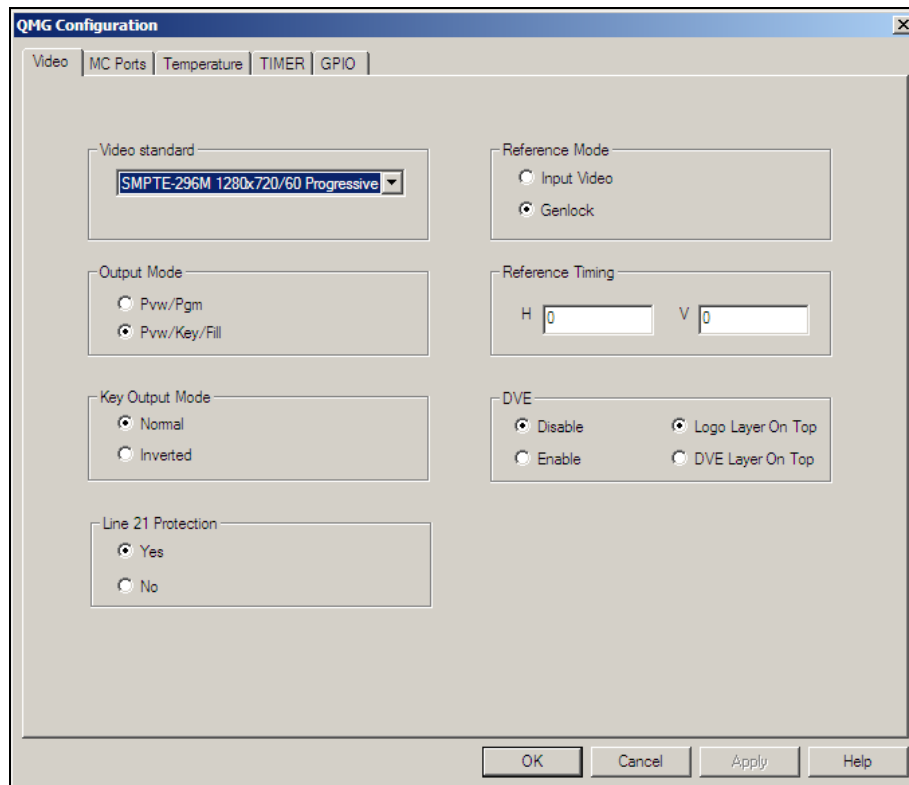 QMG Configuration
Video
MC Ports
Temperature
TIMER
GPIO
Video standard
SMPTE-296M 1280x720/60 Progressive
Reference Mode
Input Video
Genlock
Output Mode
Pvw/Pgm
Pvw/Key/Fill
Reference Timing
H 0 V 0
Key Output Mode
Normal
Inverted
DVE
Disable
Logo Layer On Top
Enable
DVE Layer On Top
Line 21 Protection
Yes
No
OK
Cancel
Apply
Help